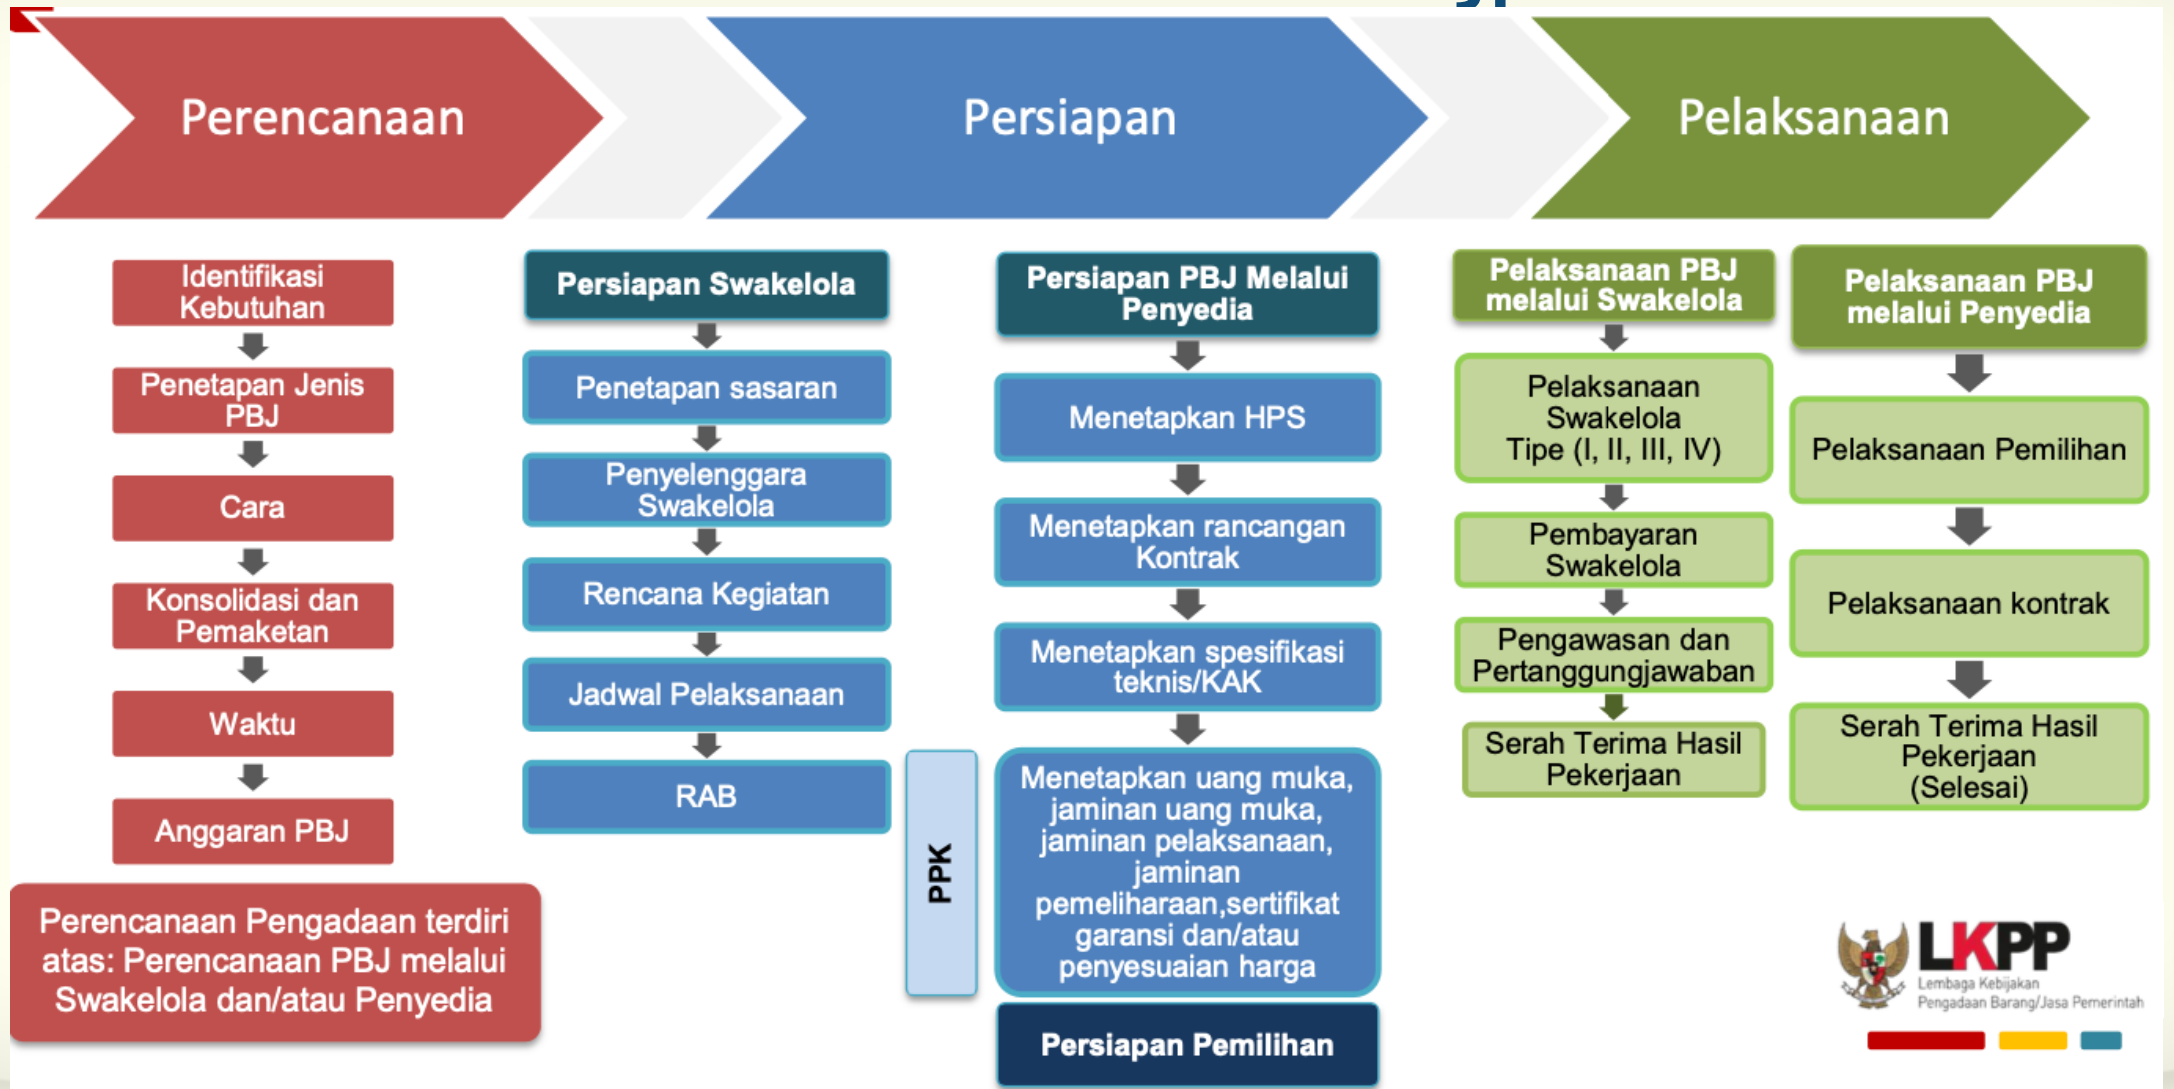 Perencanaan
Persiapan
Pelaksanaan
Identifikasi
Kebutuhan
Penetapan Jenis
PBJ
Cara
Konsolidasi dan
Pemaketan
Waktu
Anggaran PBJ
Perencanaan Pengadaan terdiri
atas: Perencanaan PBJ melalui
Swakelola dan/atau Penyedia
Persiapan Swakelola
Penetapan sasaran
Penyelenggara
Swakelola
Rencana Kegiatan
Jadwal Pelaksanaan
RAB
PPK
Persiapan PBJ Melalui
Penyedia
Menetapkan HPS
Menetapkan rancangan
Kontrak
Menetapkan spesifikasi
teknis/KAK
Menetapkan uang muka,
jaminan uang muka,
jaminan pelaksanaan,
jaminan
pemeliharaan,sertifikat
garansi dan/atau
penyesuaian harga
Persiapan Pemilihan
Pelaksanaan PBJ
melalui Swakelola
Pelaksanaan
Swakelola
Tipe (I, II, III, IV)
Pembayaran
Swakelola
Pengawasan dan
Pertanggungjawaban
Serah Terima Hasil
Pekerjaan
Pelaksanaan PBJ
melalui Penyedia
Pelaksanaan Pemilihan
Pelaksanaan kontrak
Serah Terima Hasil
Pekerjaan
(Selesai)
LKPP
Lembaga Kebijakan
Pengadaan Barang/Jasa Pemerintah